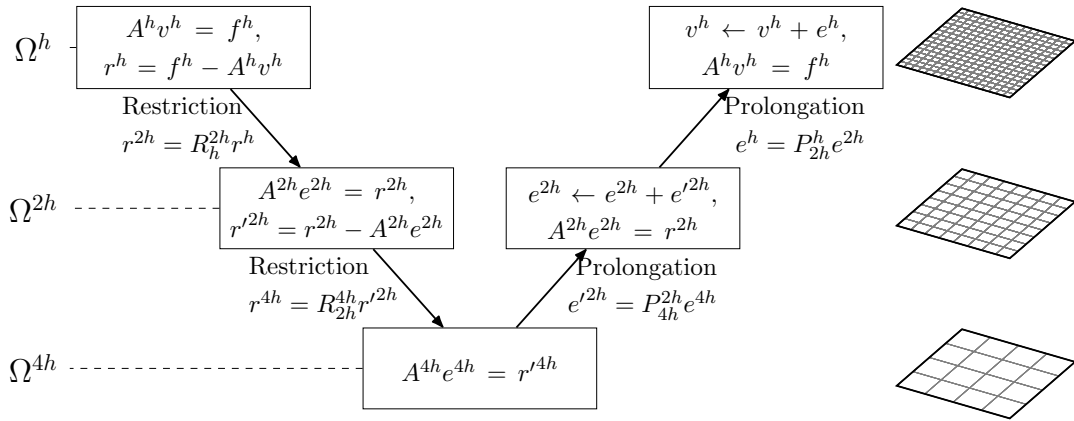 Ω^h
A^h v^h = f^h,
r^h = f^h − A^h v^h
v^h ← v^h + e^h,
A^h v^h = f^h
Restriction
r^{2h} = R_h^{2h} r^h
Prolongation
e^h = P_{2h}^h e^{2h}
Ω^{2h}
A^{2h} e^{2h} = r^{2h},
r'^{2h} = r^{2h} − A^{2h} e^{2h}
e^{2h} ← e^{2h} + e'^{2h},
A^{2h} e^{2h} = r^{2h}
Restriction
r^{4h} = R_{2h}^{4h} r'^{2h}
Prolongation
e'^{2h} = P_{4h}^{2h} e^{4h}
Ω^{4h}
A^{4h} e^{4h} = r'^{4h}